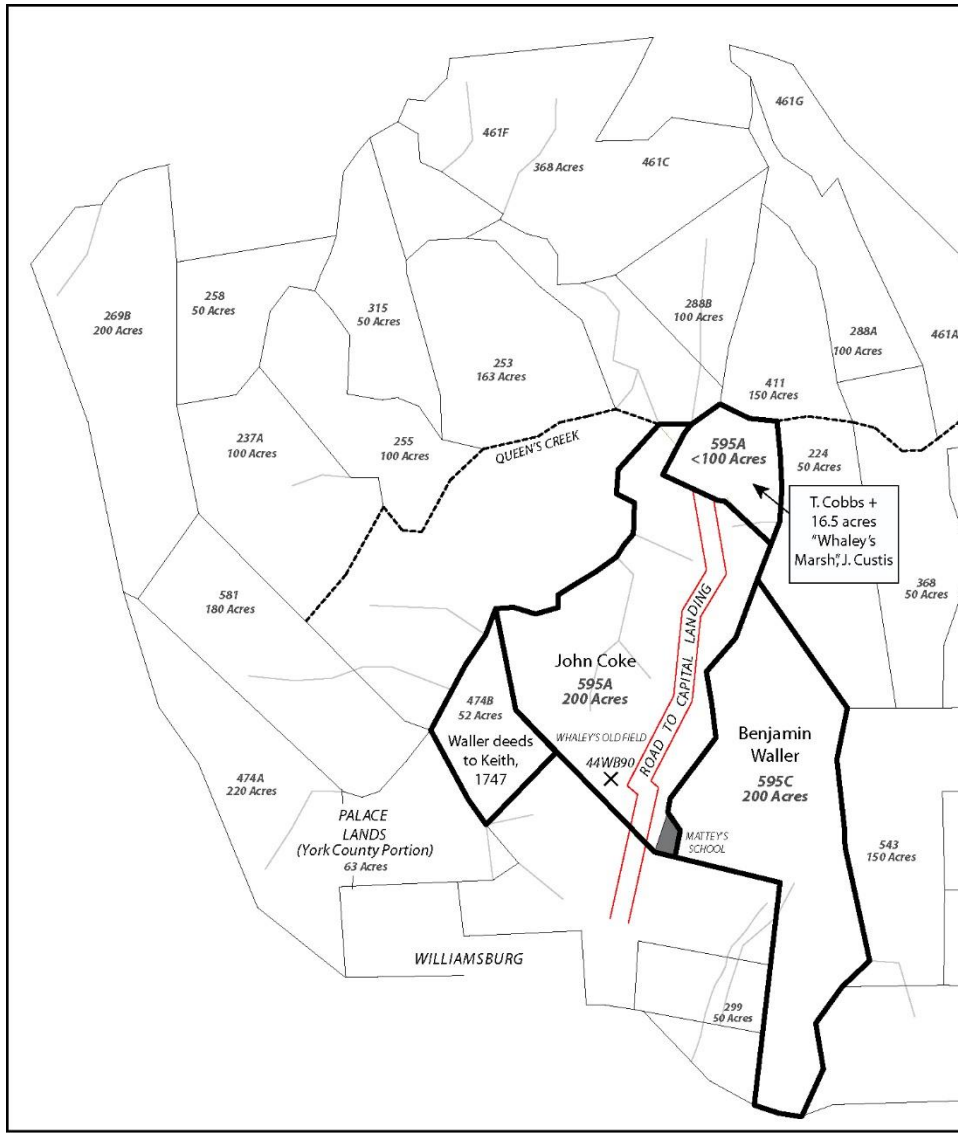 461G
461F
368 Acres
461C
269B
200 Acres
258
50 Acres
315
50 Acres
288B
100 Acres
288A
100 Acres
461A
253
163 Acres
411
150 Acres
237A
100 Acres
255
100 Acres
QUEEN'S CREEK
595A
<100 Acres
224
50 Acres
T. Cobbs +
16.5 acres
"Whaley's
Marsh," J. Custis
368
50 Acres
581
180 Acres
ROAD TO CAPITAL LANDING
John Coke
595A
200 Acres
474B
52 Acres
Waller deeds
to Keith,
1747
WHALEY'S OLD FIELD
44WB90
Benjamin
Waller
595C
200 Acres
474A
220 Acres
PALACE
LANDS
(York County Portion)
63 Acres
MATTEY'S
SCHOOL
543
150 Acres
WILLIAMSBURG
299
50 Acres